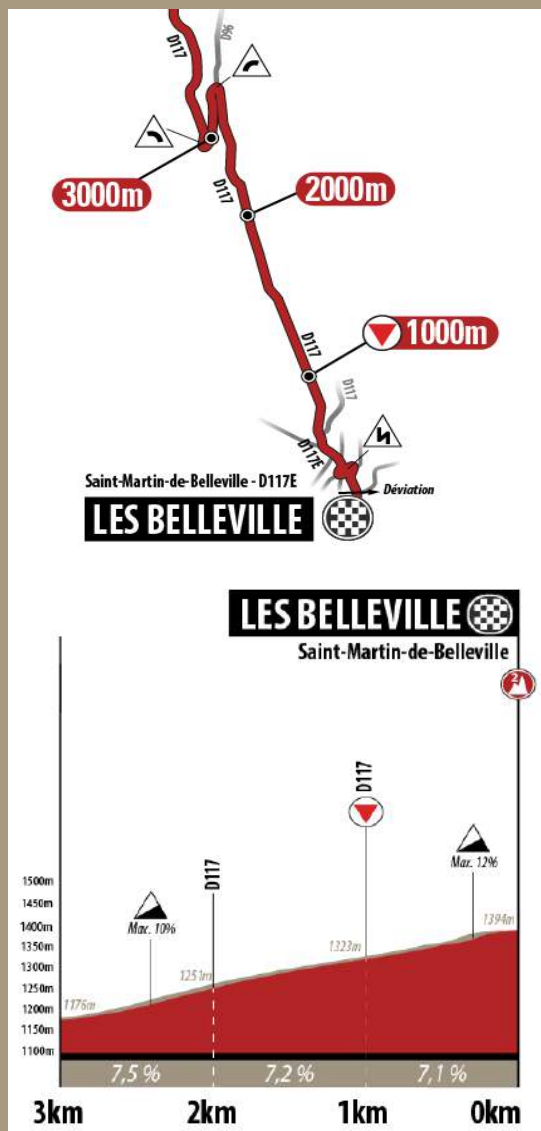 D117
D96
3000m
D117
2000m
D117
1000m
D117
D117E
Saint-Martin-de-Belleville - D117E
Déviation
LES BELLEVILLE
LES BELLEVILLE
Saint-Martin-de-Belleville
2
D117
D117
Max. 12%
Max. 10%
1500m
1450m
1400m
1350m
1300m
1250m
1200m
1150m
1100m
1176m
1251m
1323m
1394m
7,5 %
7,2 %
7,1 %
3km
2km
1km
0km